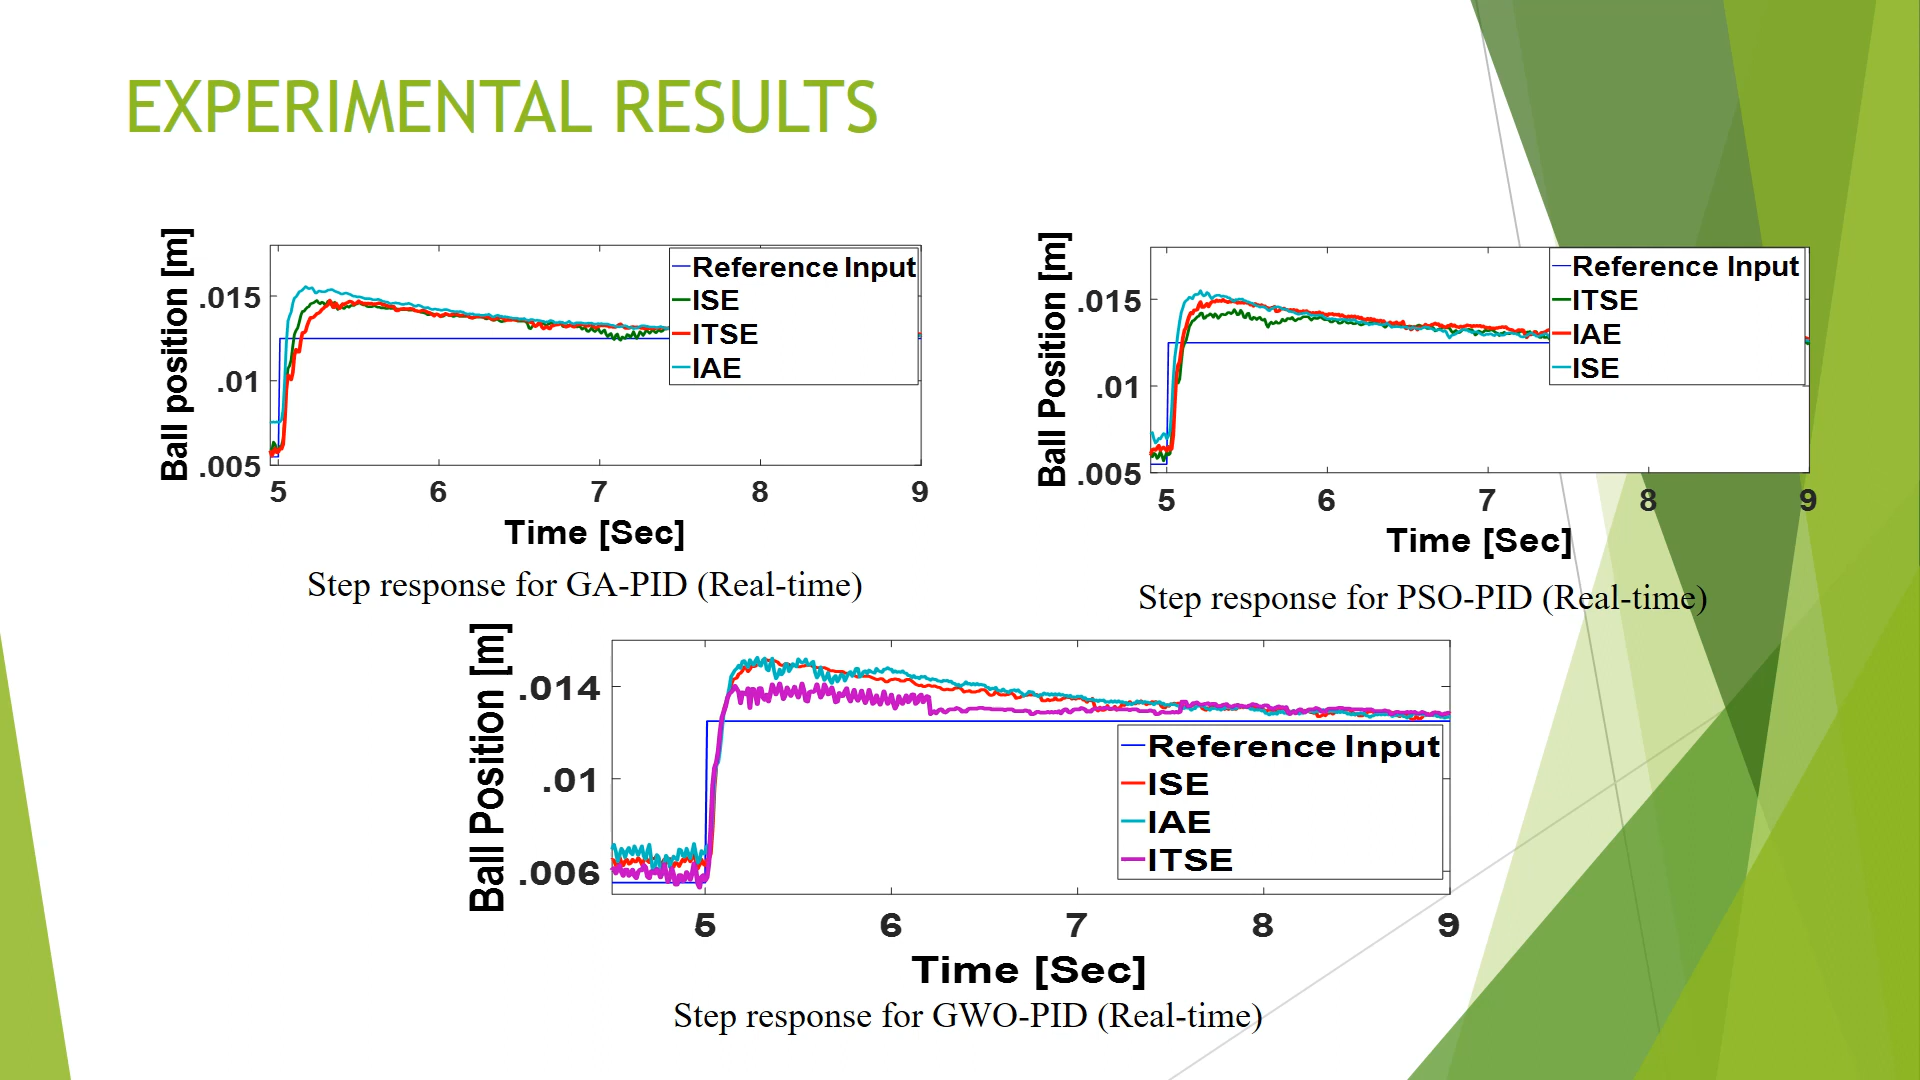 EXPERIMENTAL RESULTS
Ball position [m]
.015
.01
.005
5 6 7 8 9
Time [Sec]
Reference Input
ISE
ITSE
IAE
Step response for GA-PID (Real-time)
Ball Position [m]
.015
.01
.005
5 6 7 8 9
Time [Sec]
Reference Input
ITSE
IAE
ISE
Step response for PSO-PID (Real-time)
Ball Position [m]
.014
.01
.006
5 6 7 8 9
Time [Sec]
Reference Input
ISE
IAE
ITSE
Step response for GWO-PID (Real-time)